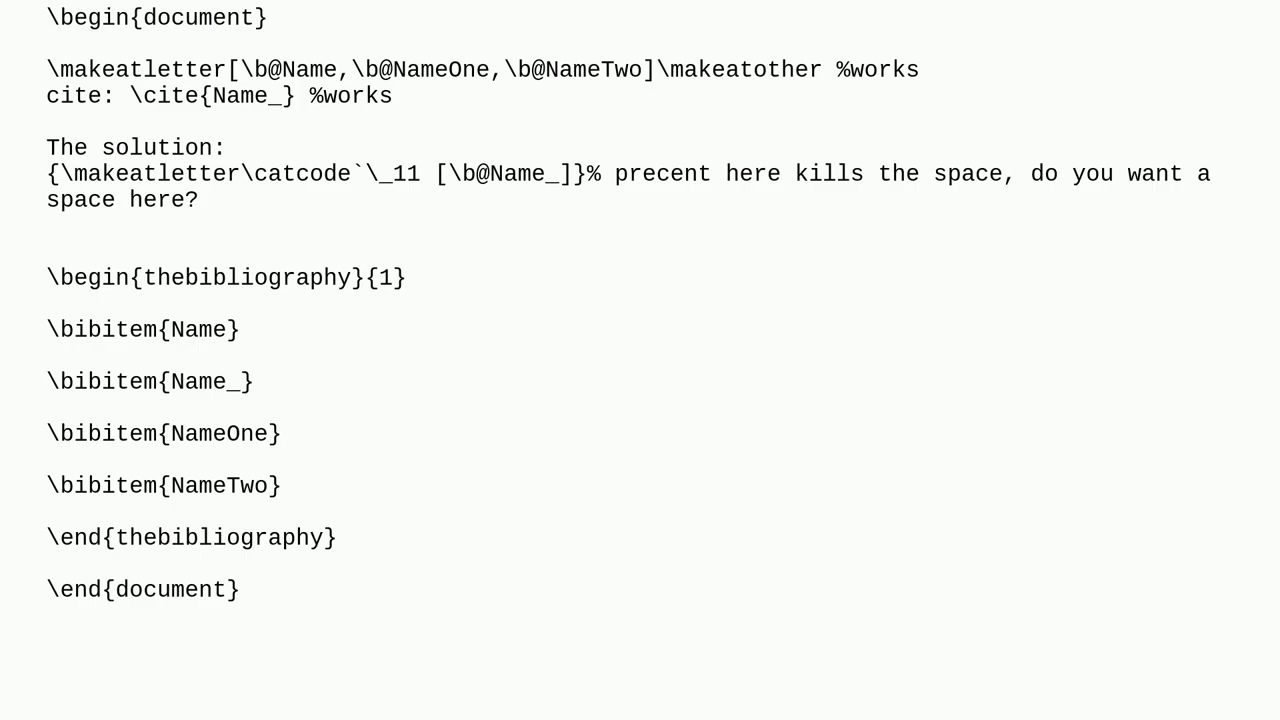 \begin{document}
\makeatletter[\b@Name,\b@NameOne,\b@NameTwo]\makeatother %works
cite: \cite{Name_} %works
The solution:
{\makeatletter\catcode`\_11 [\b@Name_]}% precent here kills the space, do you want a
space here?
\begin{thebibliography}{1}
\bibitem{Name}
\bibitem{Name_}
\bibitem{NameOne}
\bibitem{NameTwo}
\end{thebibliography}
\end{document}